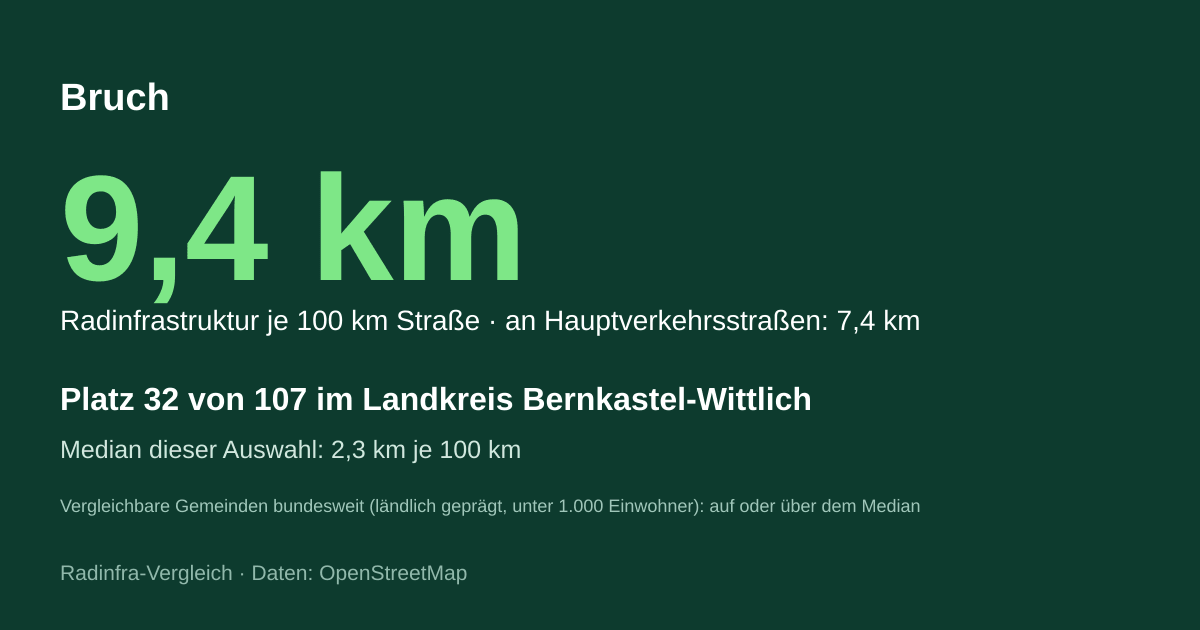 Bruch
9,4 km
Radinfrastruktur je 100 km Straße · an Hauptverkehrsstraßen: 7,4 km
Platz 32 von 107 im Landkreis Bernkastel-Wittlich
Median dieser Auswahl: 2,3 km je 100 km
Vergleichbare Gemeinden bundesweit (ländlich geprägt, unter 1.000 Einwohner): auf oder über dem Median
Radinfra-Vergleich · Daten: OpenStreetMap